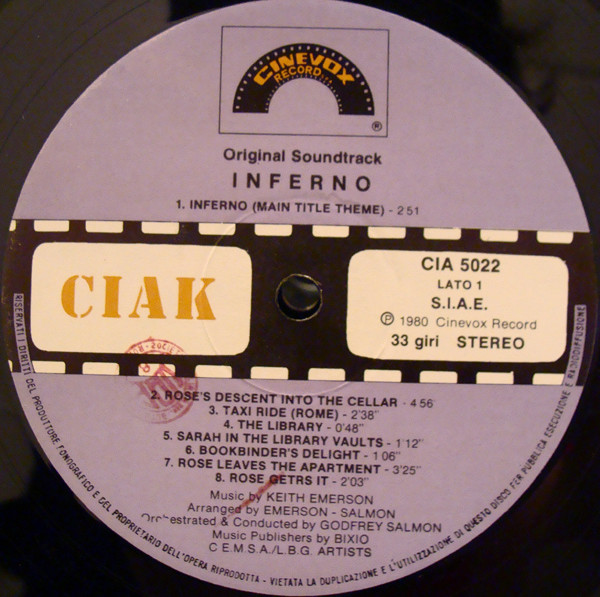 CINEVOX
RECORD
®
Original Soundtrack
INFERNO
1. INFERNO (MAIN TITLE THEME) - 2 51
CIAK
CIA 5022
LATO 1
S.I.A.E.
Ⓟ 1980 Cinevox Record
33 giri STEREO
2. ROSE'S DESCENT INTO THE CELLAR - 4 56
3. TAXI RIDE (ROME) - 2'38"
4. THE LIBRARY - 0'48"
5. SARAH IN THE LIBRARY VAULTS - 1'12"
6. BOOKBINDER'S DELIGHT - 1 06"
7. ROSE LEAVES THE APARTMENT - 3'25"
8. ROSE GETRS IT - 2'03"
Music by KEITH EMERSON
Arranged by EMERSON - SALMON
Orchestrated & Conducted by GODFREY SALMON
Music Publishers by BIXIO
C E M.S.A./L.B.G. ARTISTS
RISERVATI I DIRITTI DEL PRODUTTORE FONOGRAFICO E DEL PROPRIETARIO DELL'OPERA RIPRODOTTA - VIETATA LA DUPLICAZIONE E L'UTILIZZAZIONE DI QUESTO DISCO PER PUBBLICA ESECUZIONE E RADIODIFFUSIONE